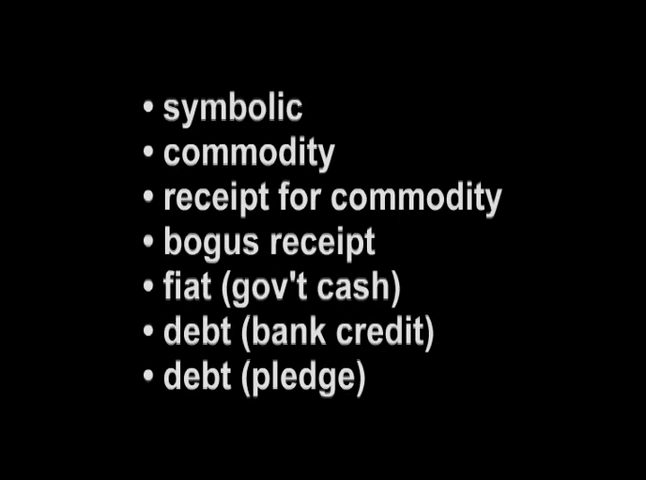 • symbolic
• commodity
• receipt for commodity
• bogus receipt
• fiat (gov't cash)
• debt (bank credit)
• debt (pledge)